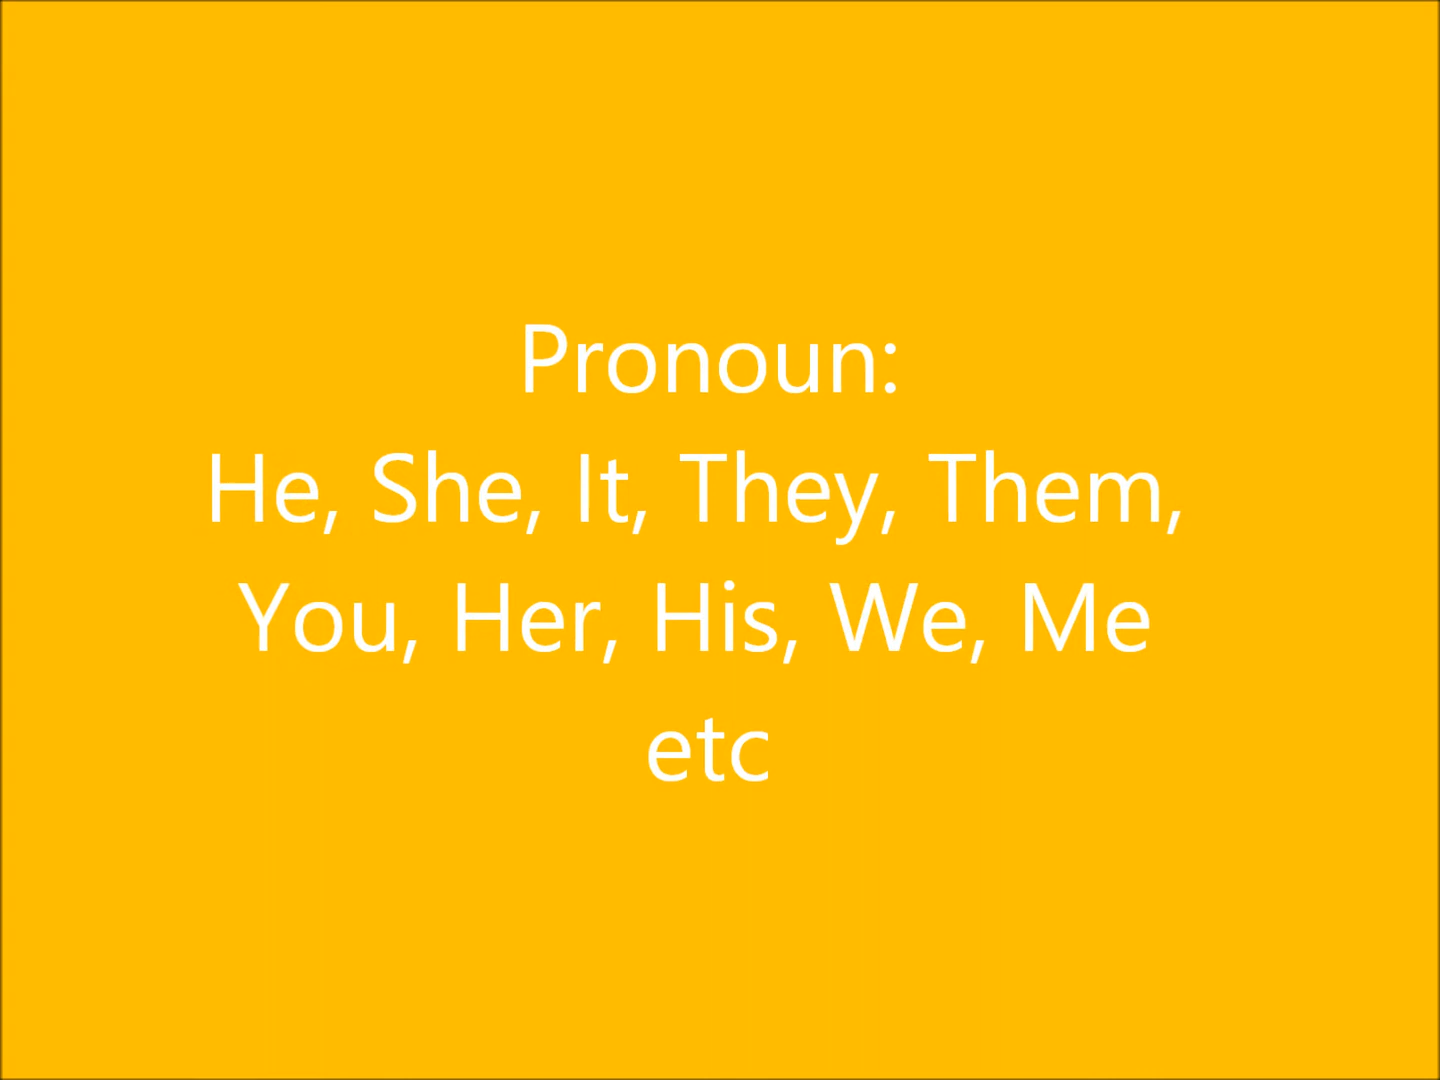 Pronoun:
He, She, It, They, Them,
You, Her, His, We, Me
etc